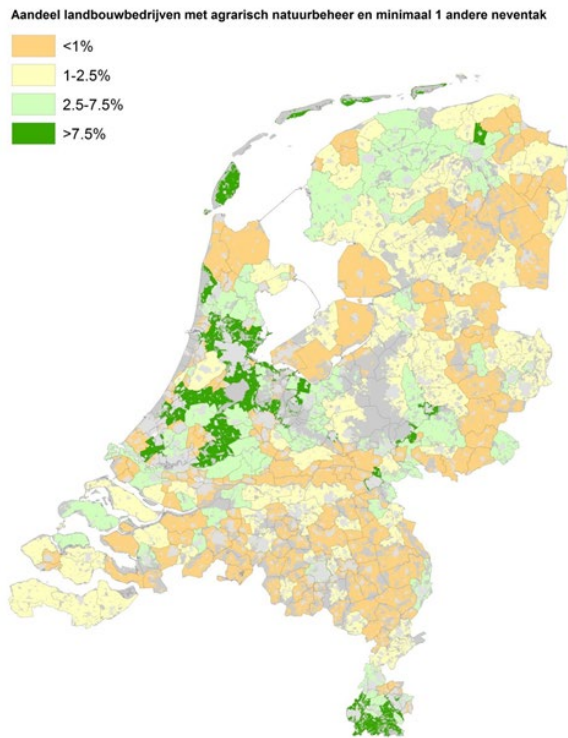 Aandeel landbouwbedrijven met agrarisch natuurbeheer en minimaal 1 andere neventak
<1%
1-2.5%
2.5-7.5%
>7.5%